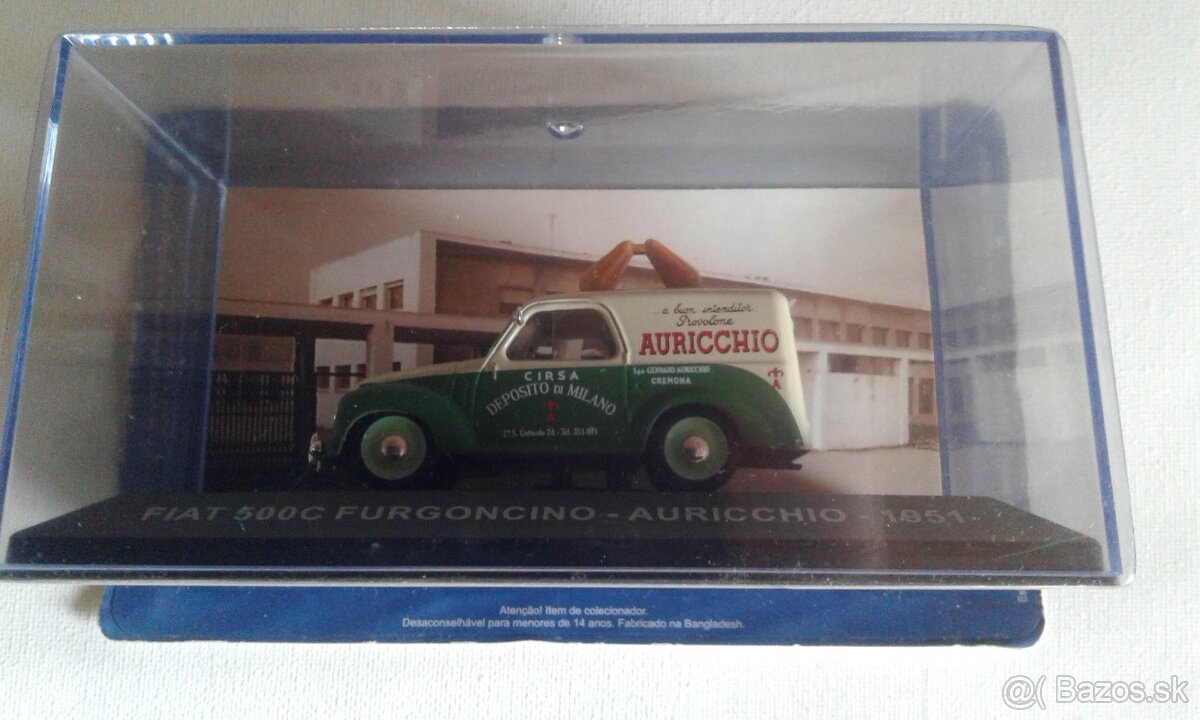 a buon intenditor
Provolone
AURICCHIO
S.p.a. GENNARO AURICCHIO
CREMONA
A
CIRSA
DEPOSITO DI MILANO
A
FIAT 500C FURGONCINO - AURICCHIO - 1951
Atenção! Item de colecionador.
Desaconselhável para menores de 14 anos. Fabricado na Bangladesh.
@( Bazos.sk